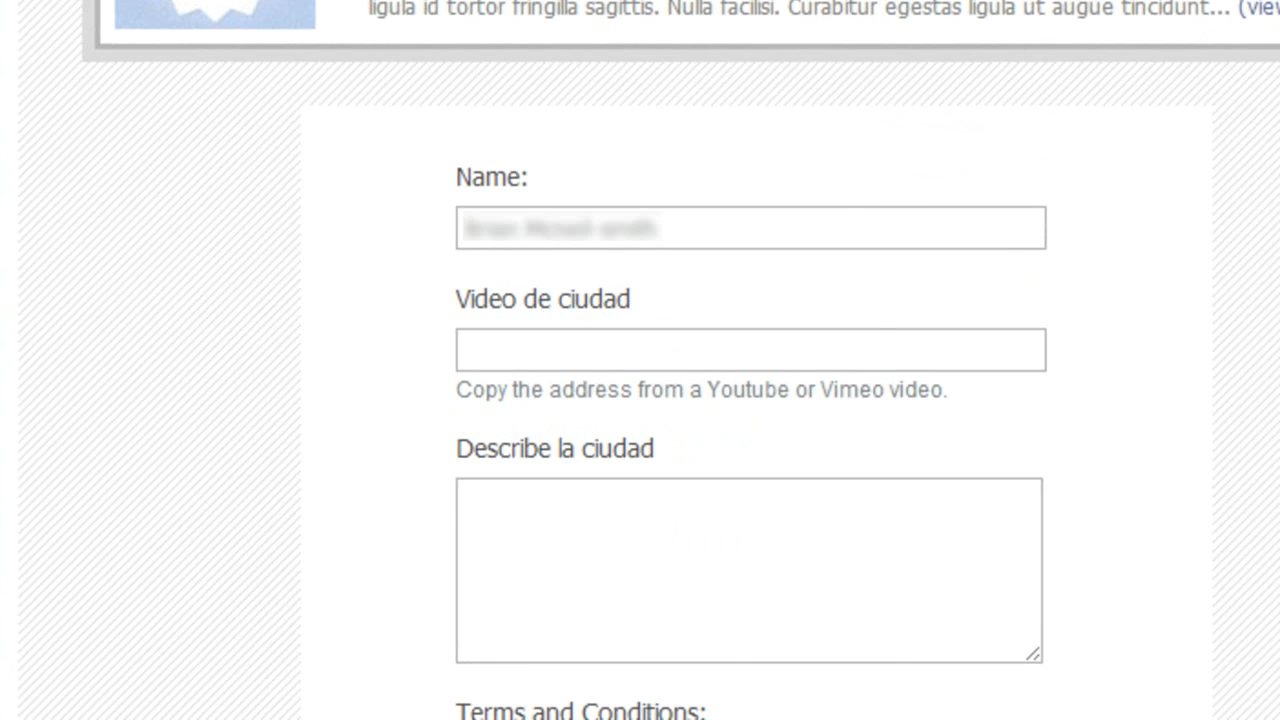 ligula id tortor fringilla sagittis. Nulla facilisi. Curabitur egestas ligula ut augue tincidunt... (view
Name:
Video de ciudad
Copy the address from a Youtube or Vimeo video.
Describe la ciudad
Terms and Conditions: